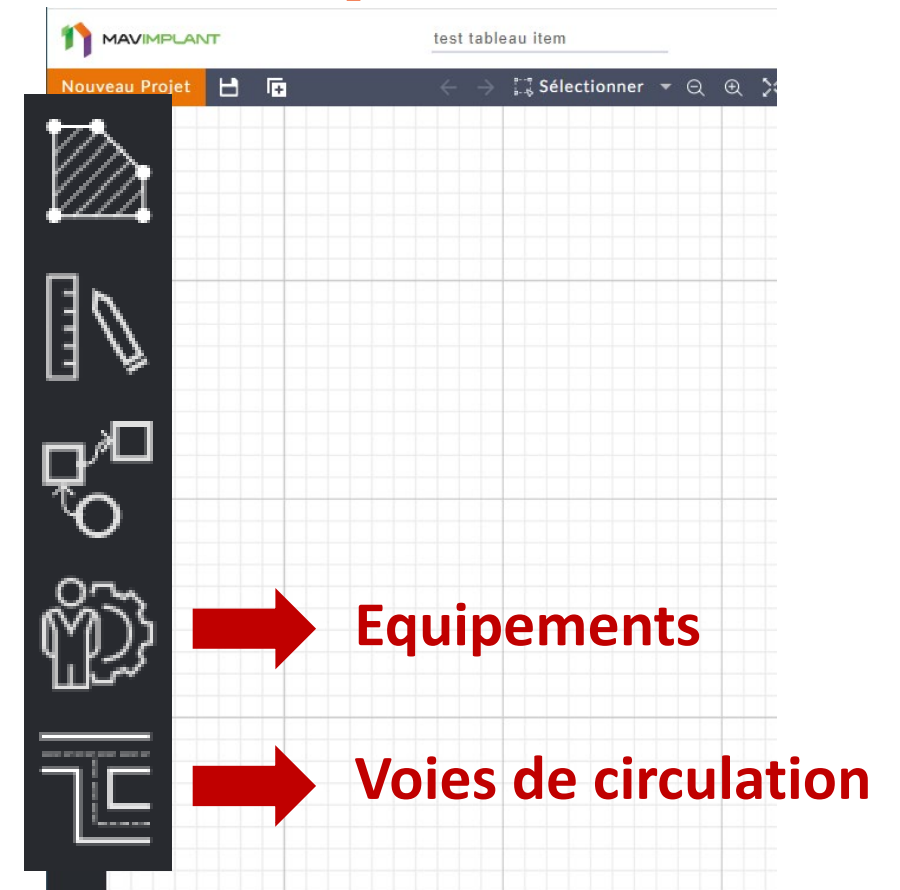 MAVIMPLANT
test tableau item
Nouveau Projet
Sélectionner
Equipements
Voies de circulation